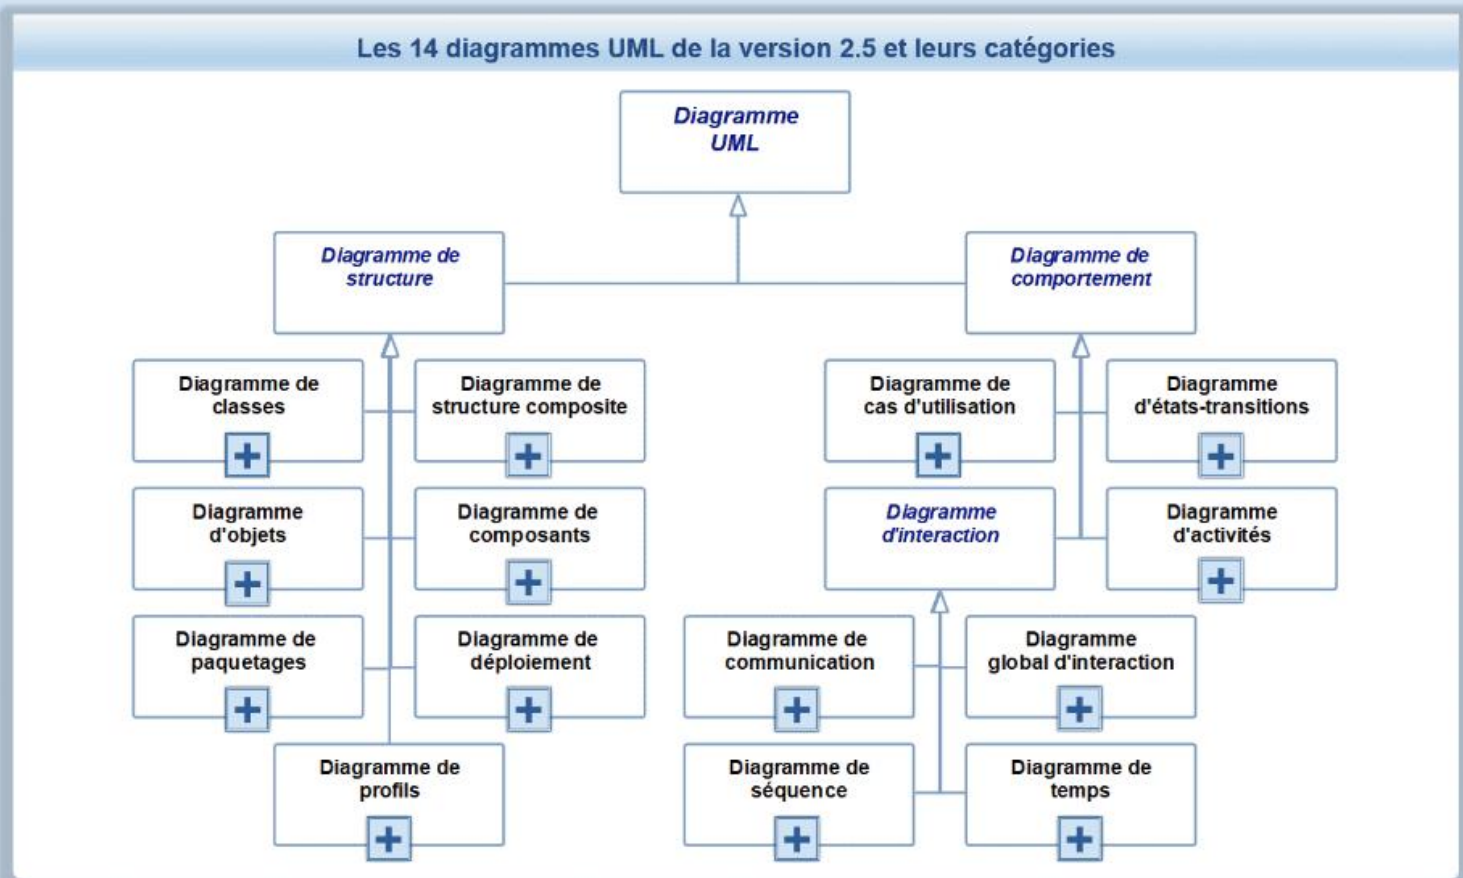 Les 14 diagrammes UML de la version 2.5 et leurs catégories
Diagramme
UML
Diagramme de
structure
Diagramme de
comportement
Diagramme de
classes
Diagramme de
structure composite
Diagramme de
cas d'utilisation
Diagramme
d'états-transitions
Diagramme
d'objets
Diagramme de
composants
Diagramme
d'interaction
Diagramme
d'activités
Diagramme de
paquetages
Diagramme de
déploiement
Diagramme de
communication
Diagramme
global d'interaction
Diagramme de
profils
Diagramme de
séquence
Diagramme de
temps